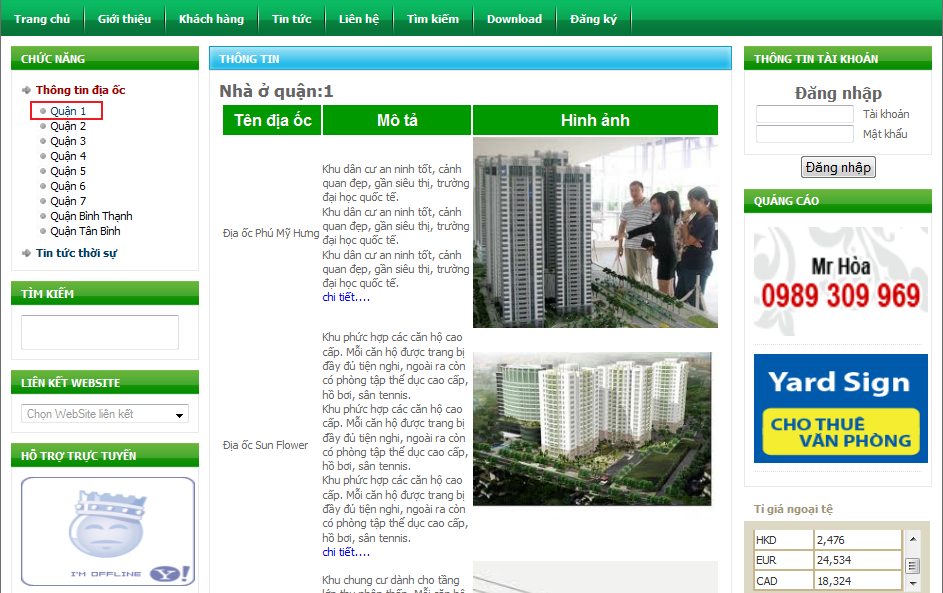 Trang chủ
Giới thiệu
Khách hàng
Tin tức
Liên hệ
Tìm kiếm
Download
Đăng ký
CHỨC NĂNG
Thông tin địa ốc
Quận 1
Quận 2
Quận 3
Quận 4
Quận 5
Quận 6
Quận 7
Quận Bình Thạnh
Quận Tân Bình
Tin tức thời sự
TÌM KIẾM
LIÊN KẾT WEBSITE
Chọn WebSite liên kết
HỖ TRỢ TRỰC TUYẾN
I'M OFFLINE Y!
THÔNG TIN
Nhà ở quận:1
Tên địa ốc
Mô tả
Hình ảnh
Địa ốc Phú Mỹ Hưng
Khu dân cư an ninh tốt, cảnh
quan đẹp, gần siêu thị, trường
đại học quốc tế.
Khu dân cư an ninh tốt, cảnh
quan đẹp, gần siêu thị, trường
đại học quốc tế.
Khu dân cư an ninh tốt, cảnh
quan đẹp, gần siêu thị, trường
đại học quốc tế.
chi tiết....
Địa ốc Sun Flower
Khu phức hợp các căn hộ cao
cấp. Mỗi căn hộ được trang bị
đầy đủ tiện nghi, ngoài ra còn
có phòng tập thể dục cao cấp,
hồ bơi, sân tennis.
Khu phức hợp các căn hộ cao
cấp. Mỗi căn hộ được trang bị
đầy đủ tiện nghi, ngoài ra còn
có phòng tập thể dục cao cấp,
hồ bơi, sân tennis.
Khu phức hợp các căn hộ cao
cấp. Mỗi căn hộ được trang bị
đầy đủ tiện nghi, ngoài ra còn
có phòng tập thể dục cao cấp,
hồ bơi, sân tennis.
chi tiết....
Khu chung cư dành cho tầng
THÔNG TIN TÀI KHOẢN
Đăng nhập
Tài khoản
Mật khẩu
Đăng nhập
QUẢNG CÁO
Mr Hòa
0989 309 969
Yard Sign
CHO THUÊ
VĂN PHÒNG
Tỉ giá ngoại tệ
HKD 2,476
EUR 24,534
CAD 18,324